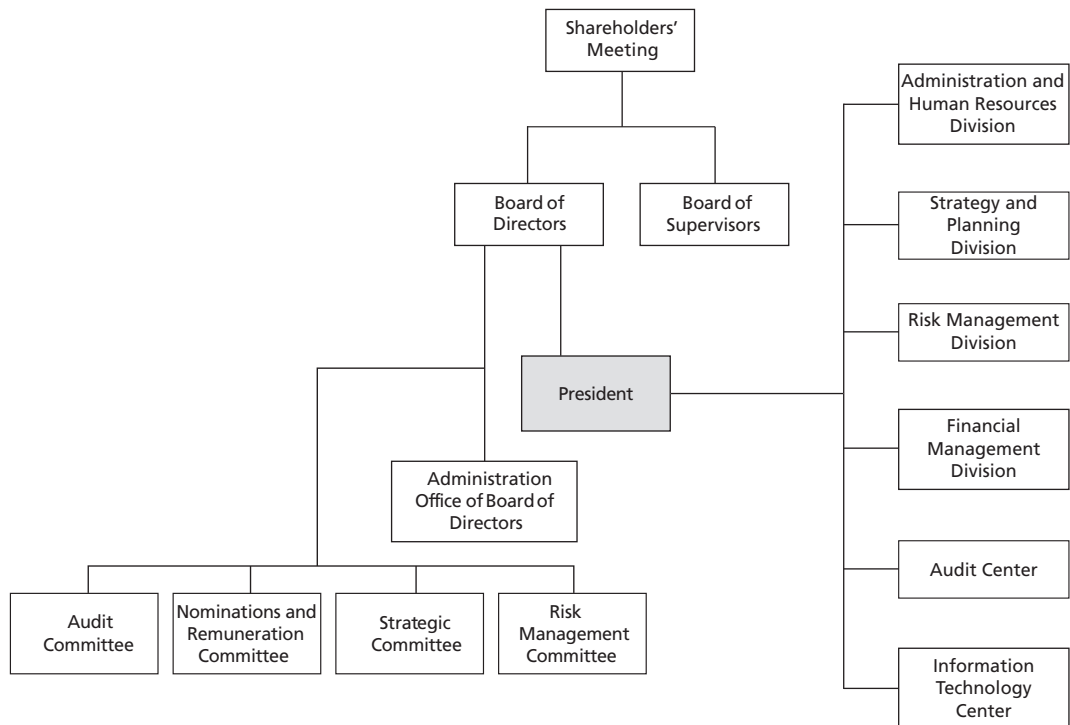 Shareholders’
Meeting
Administration and
Human Resources
Division
Board of
Directors
Board of
Supervisors
Strategy and
Planning
Division
Risk Management
Division
President
Financial
Management
Division
Administration
Office of Board of
Directors
Audit Center
Audit
Committee
Nominations and
Remuneration
Committee
Strategic
Committee
Risk
Management
Committee
Information
Technology
Center